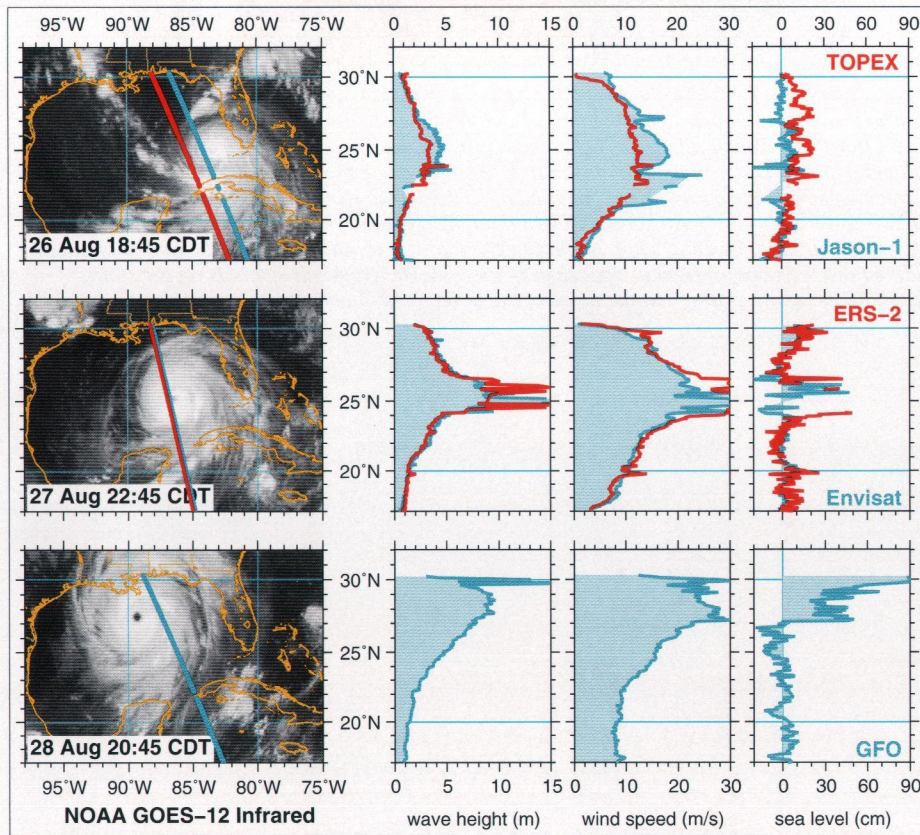 95°W 90°W 85°W 80°W 75°W 0 5 10 15 0 10 20 30 0 30 60 90
30°N
25°N
20°N
TOPEX
Jason-1
26 Aug 18:45 CDT
30°N
25°N
20°N
ERS-2
Envisat
27 Aug 22:45 CDT
30°N
25°N
20°N
GFO
28 Aug 20:45 CDT
95°W 90°W 85°W 80°W 75°W 0 5 10 15 0 10 20 30 0 30 60 90
NOAA GOES-12 Infrared wave height (m) wind speed (m/s) sea level (cm)